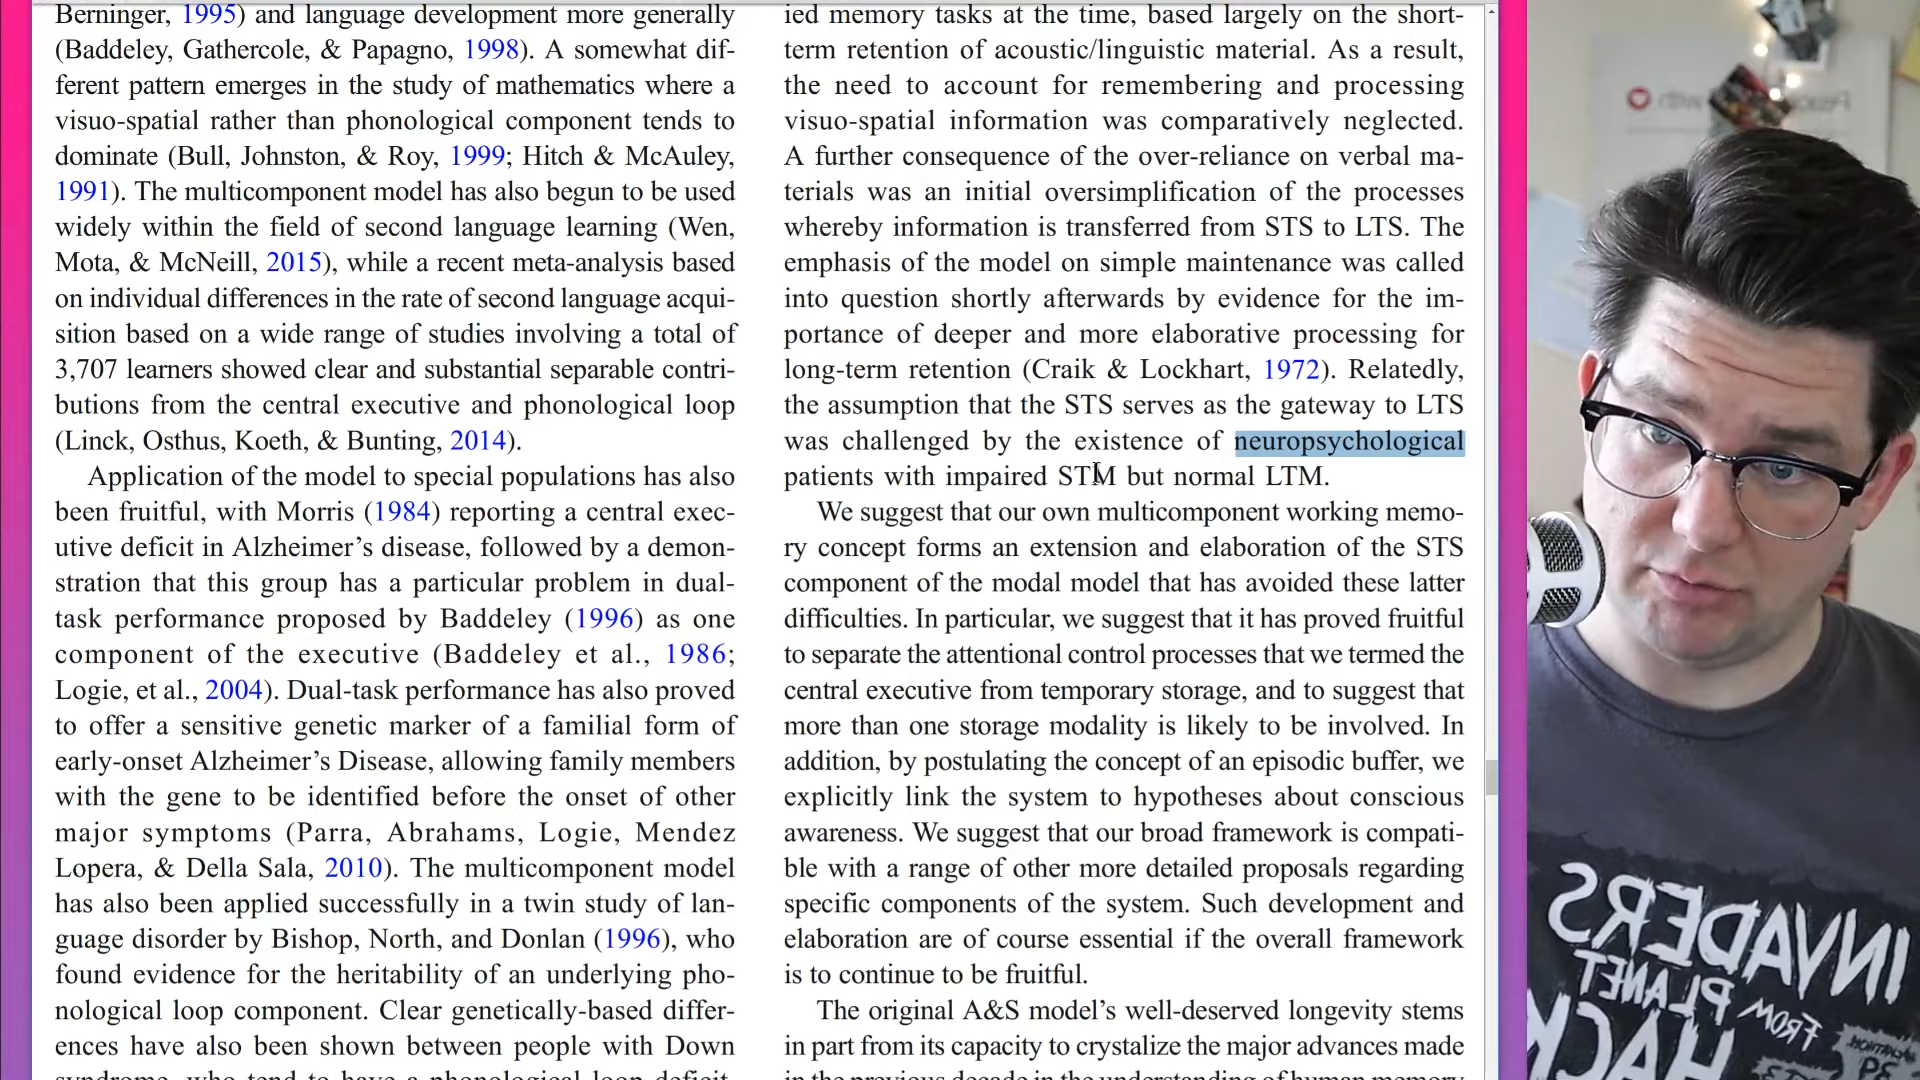 Berninger, 1995) and language development more generally
(Baddeley, Gathercole, & Papagno, 1998). A somewhat dif-
ferent pattern emerges in the study of mathematics where a
visuo-spatial rather than phonological component tends to
dominate (Bull, Johnston, & Roy, 1999; Hitch & McAuley,
1991). The multicomponent model has also begun to be used
widely within the field of second language learning (Wen,
Mota, & McNeill, 2015), while a recent meta-analysis based
on individual differences in the rate of second language acqui-
sition based on a wide range of studies involving a total of
3,707 learners showed clear and substantial separable contri-
butions from the central executive and phonological loop
(Linck, Osthus, Koeth, & Bunting, 2014).
Application of the model to special populations has also
been fruitful, with Morris (1984) reporting a central exec-
utive deficit in Alzheimer's disease, followed by a demon-
stration that this group has a particular problem in dual-
task performance proposed by Baddeley (1996) as one
component of the executive (Baddeley et al., 1986;
Logie, et al., 2004). Dual-task performance has also proved
to offer a sensitive genetic marker of a familial form of
early-onset Alzheimer's Disease, allowing family members
with the gene to be identified before the onset of other
major symptoms (Parra, Abrahams, Logie, Mendez
Lopera, & Della Sala, 2010). The multicomponent model
has also been applied successfully in a twin study of lan-
guage disorder by Bishop, North, and Donlan (1996), who
found evidence for the heritability of an underlying pho-
nological loop component. Clear genetically-based differ-
ences have also been shown between people with Down
syndrome, who tend to have a phonological loop deficit,
ied memory tasks at the time, based largely on the short-
term retention of acoustic/linguistic material. As a result,
the need to account for remembering and processing
visuo-spatial information was comparatively neglected.
A further consequence of the over-reliance on verbal ma-
terials was an initial oversimplification of the processes
whereby information is transferred from STS to LTS. The
emphasis of the model on simple maintenance was called
into question shortly afterwards by evidence for the im-
portance of deeper and more elaborative processing for
long-term retention (Craik & Lockhart, 1972). Relatedly,
the assumption that the STS serves as the gateway to LTS
was challenged by the existence of neuropsychological
patients with impaired STM but normal LTM.
We suggest that our own multicomponent working memo-
ry concept forms an extension and elaboration of the STS
component of the modal model that has avoided these latter
difficulties. In particular, we suggest that it has proved fruitful
to separate the attentional control processes that we termed the
central executive from temporary storage, and to suggest that
more than one storage modality is likely to be involved. In
addition, by postulating the concept of an episodic buffer, we
explicitly link the system to hypotheses about conscious
awareness. We suggest that our broad framework is compati-
ble with a range of other more detailed proposals regarding
specific components of the system. Such development and
elaboration are of course essential if the overall framework
is to continue to be fruitful.
The original A&S model's well-deserved longevity stems
in part from its capacity to crystalize the major advances made
in the previous decade in the understanding of human memory
INVADERS
FROM PLANET
HACK